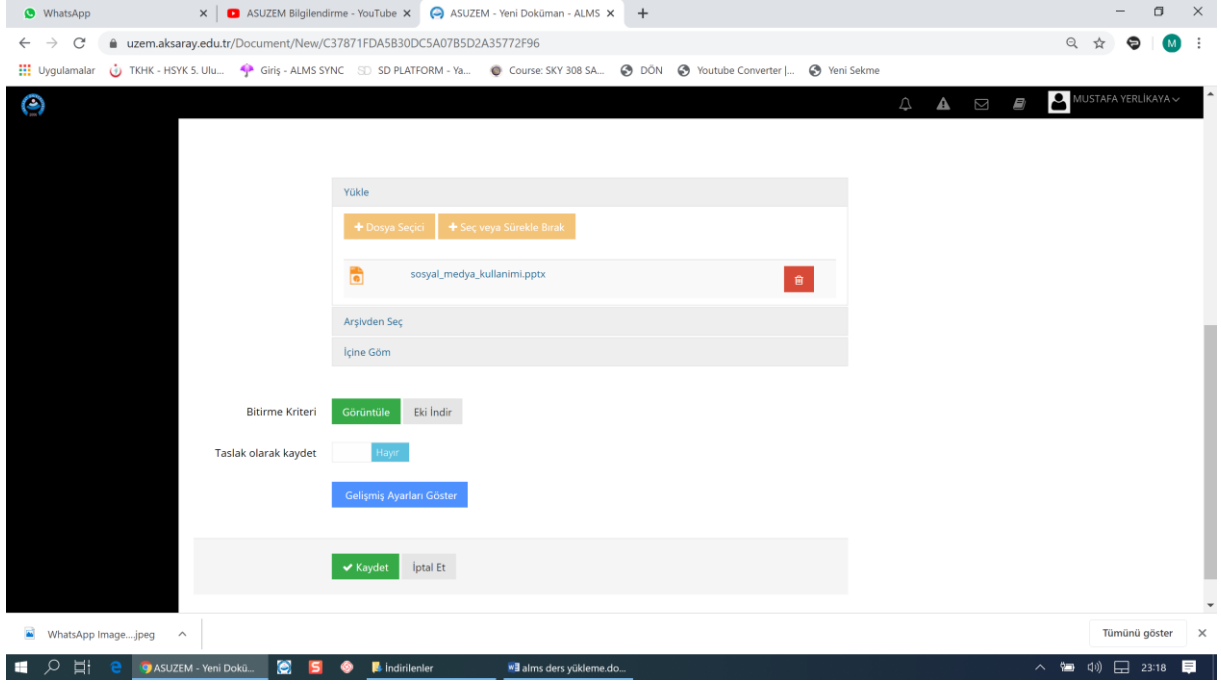 WhatsApp
ASUZEM Bilgilendirme - YouTube
ASUZEM - Yeni Doküman - ALMS
uzem.aksaray.edu.tr/Document/New/C37871FDA5B30DC5A07B5D2A35772F96
M
Uygulamalar
TKHK - HSYK 5. Ulu...
Giriş - ALMS SYNC
SD PLATFORM - Ya...
Course: SKY 308 SA...
DÖN
Youtube Converter |...
Yeni Sekme
MUSTAFA YERLİKAYA
Yükle
Dosya Seçici
Seç veya Sürekle Bırak
sosyal_medya_kullanimi.pptx
Arşivden Seç
İçine Göm
Bitirme Kriteri
Görüntüle
Eki İndir
Taslak olarak kaydet
Hayır
Gelişmiş Ayarları Göster
Kaydet
İptal Et
WhatsApp Image....jpeg
Tümünü göster
ASUZEM - Yeni Dokü...
İndirilenler
alms ders yükleme.do...
23:18